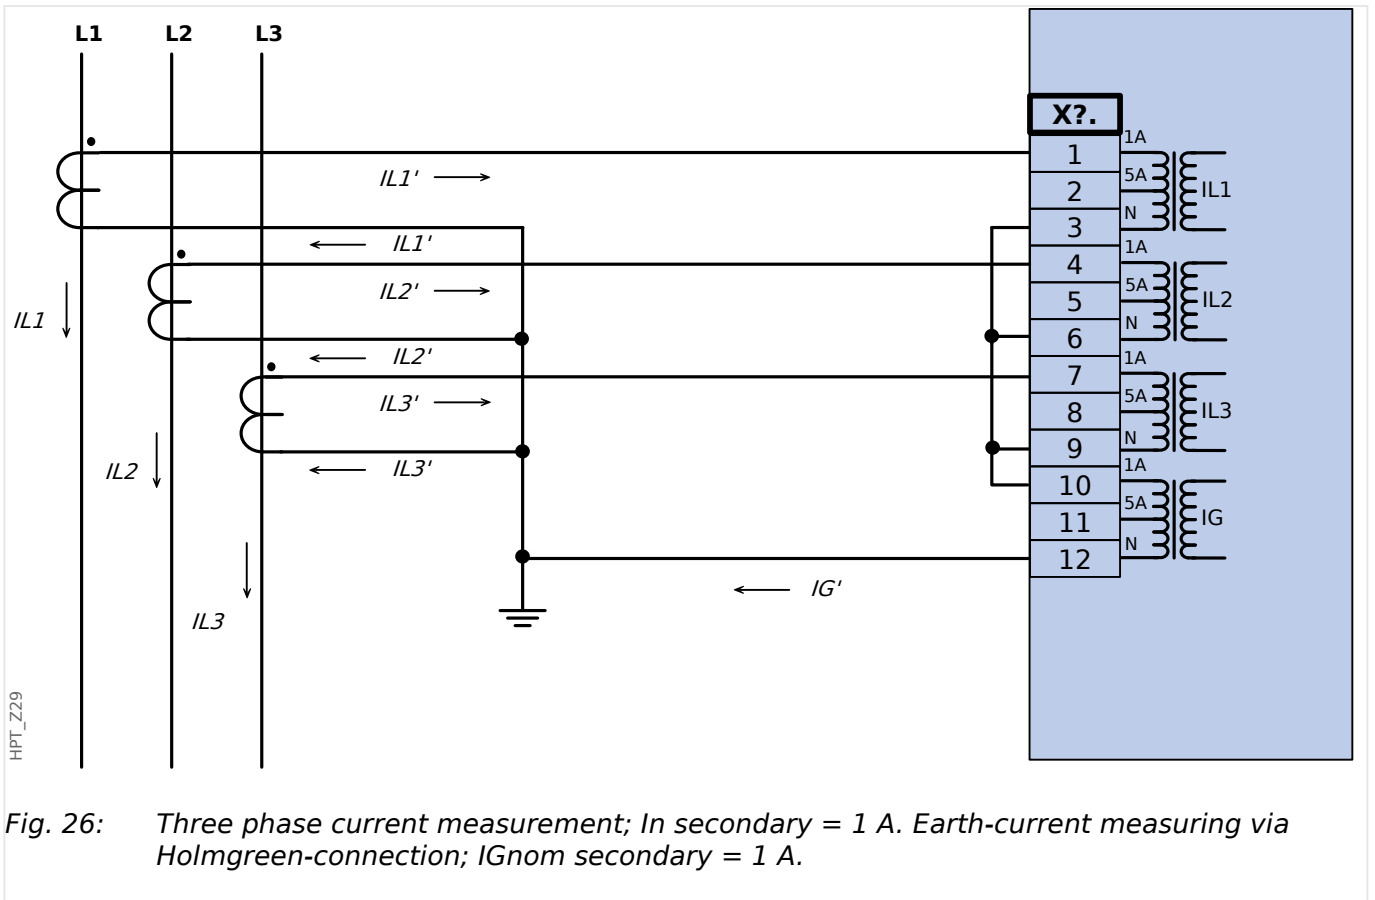 L1 L2 L3
X?.
1A
1
5A
2
IL1
N
3
1A
4
5A
5
IL2
N
6
1A
7
5A
8
IL3
N
9
1A
10
5A
11
IG
N
12
IL1'
IL1'
IL2'
IL2'
IL3'
IL3'
IG'
IL1
IL2
IL3
HPT_Z29
Fig. 26: Three phase current measurement; In secondary = 1 A. Earth-current measuring via
Holmgreen-connection; IGnom secondary = 1 A.